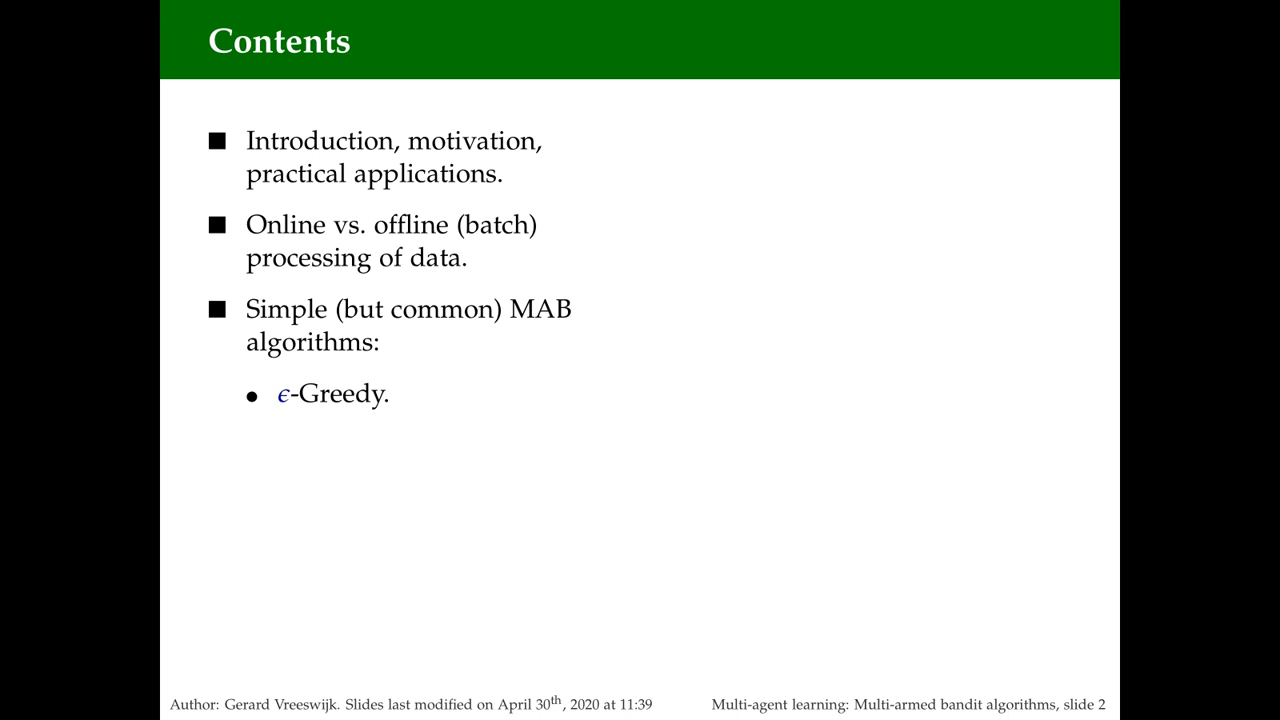 Contents
■ Introduction, motivation,
practical applications.
■ Online vs. offline (batch)
processing of data.
■ Simple (but common) MAB
algorithms:
● ϵ-Greedy.
Author: Gerard Vreeswijk. Slides last modified on April 30th, 2020 at 11:39
Multi-agent learning: Multi-armed bandit algorithms, slide 2